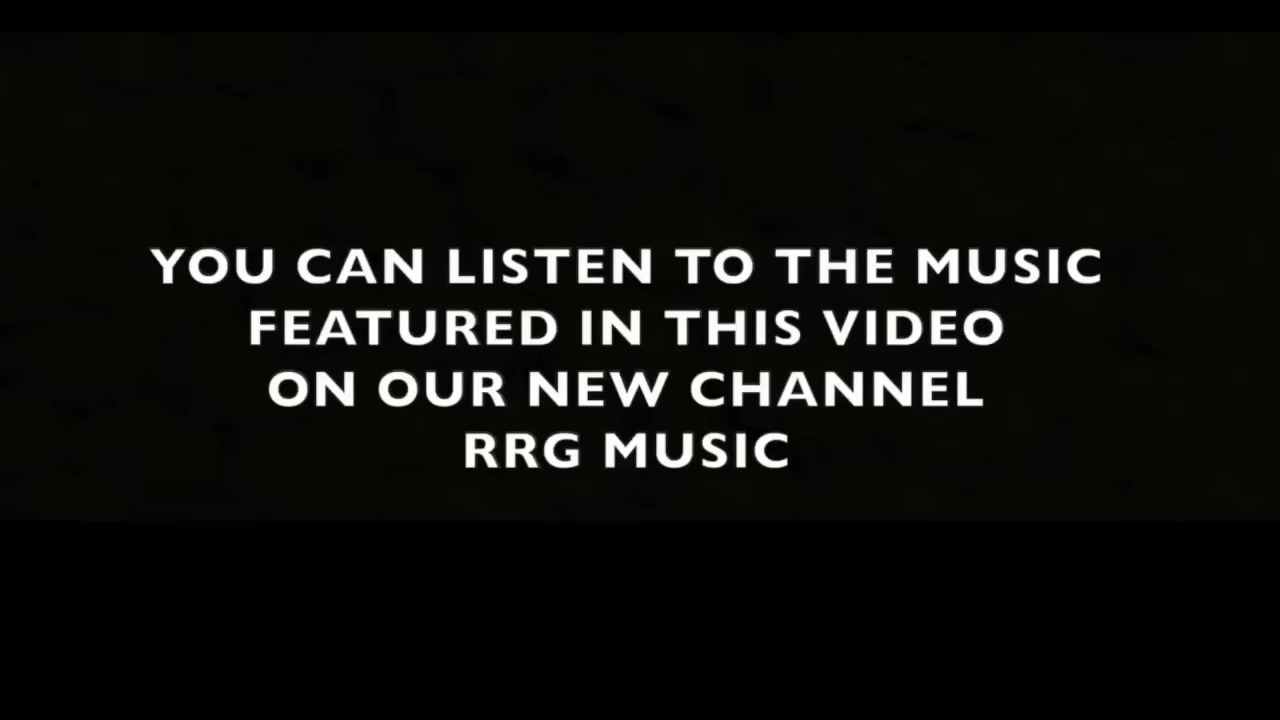 YOU CAN LISTEN TO THE MUSIC
FEATURED IN THIS VIDEO
ON OUR NEW CHANNEL
RRG MUSIC